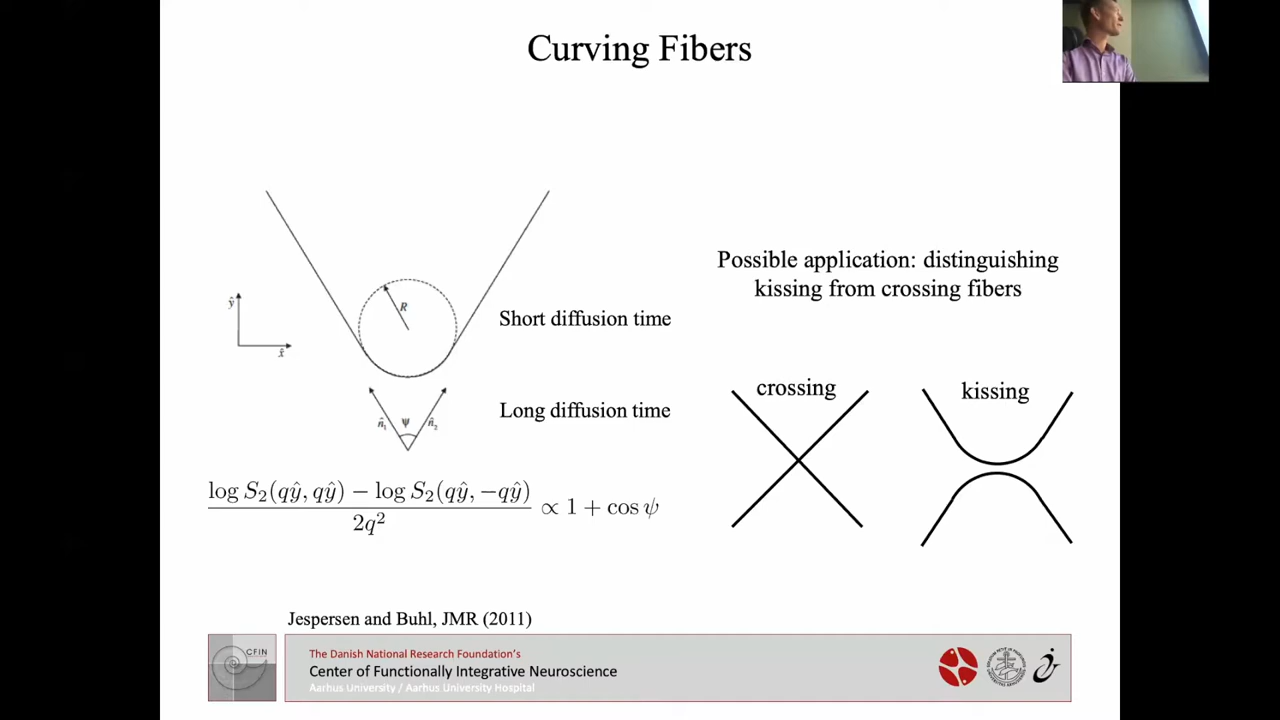 Curving Fibers
ŷ
x̂
R
Short diffusion time
n̂₁
ψ
n̂₂
Long diffusion time
log S₂(qŷ, qŷ) − log S₂(qŷ, −qŷ)
2q²
∝ 1 + cos ψ
Possible application: distinguishing
kissing from crossing fibers
crossing
kissing
Jespersen and Buhl, JMR (2011)
CFIN
The Danish National Research Foundation's
Center of Functionally Integrative Neuroscience
Aarhus University / Aarhus University Hospital